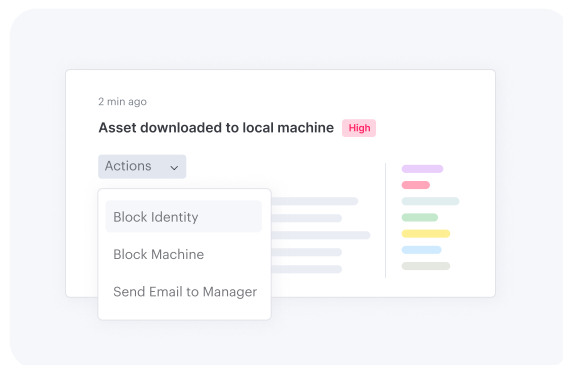 2 min ago
Asset downloaded to local machine High
Actions
Block Identity
Block Machine
Send Email to Manager